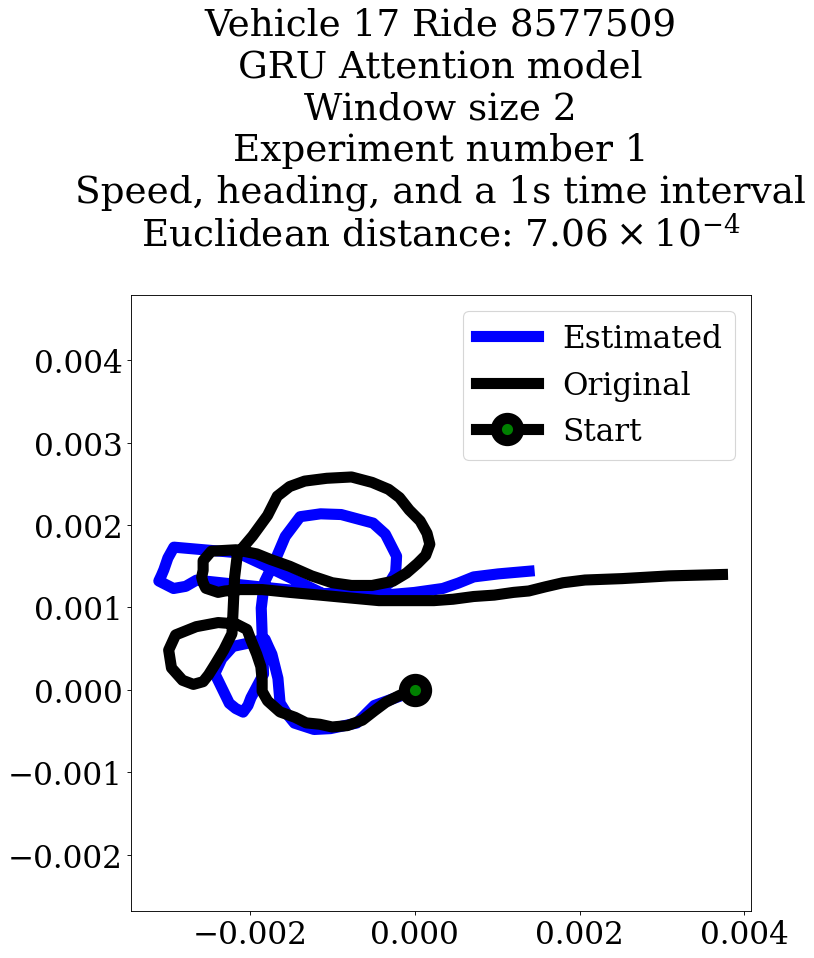 Vehicle 17 Ride 8577509
GRU Attention model
Window size 2
Experiment number 1
Speed, heading, and a 1s time interval
Euclidean distance: 7.06 × 10⁻⁴
Estimated
Original
Start
0.004
0.003
0.002
0.001
0.000
−0.001
−0.002
−0.002 0.000 0.002 0.004